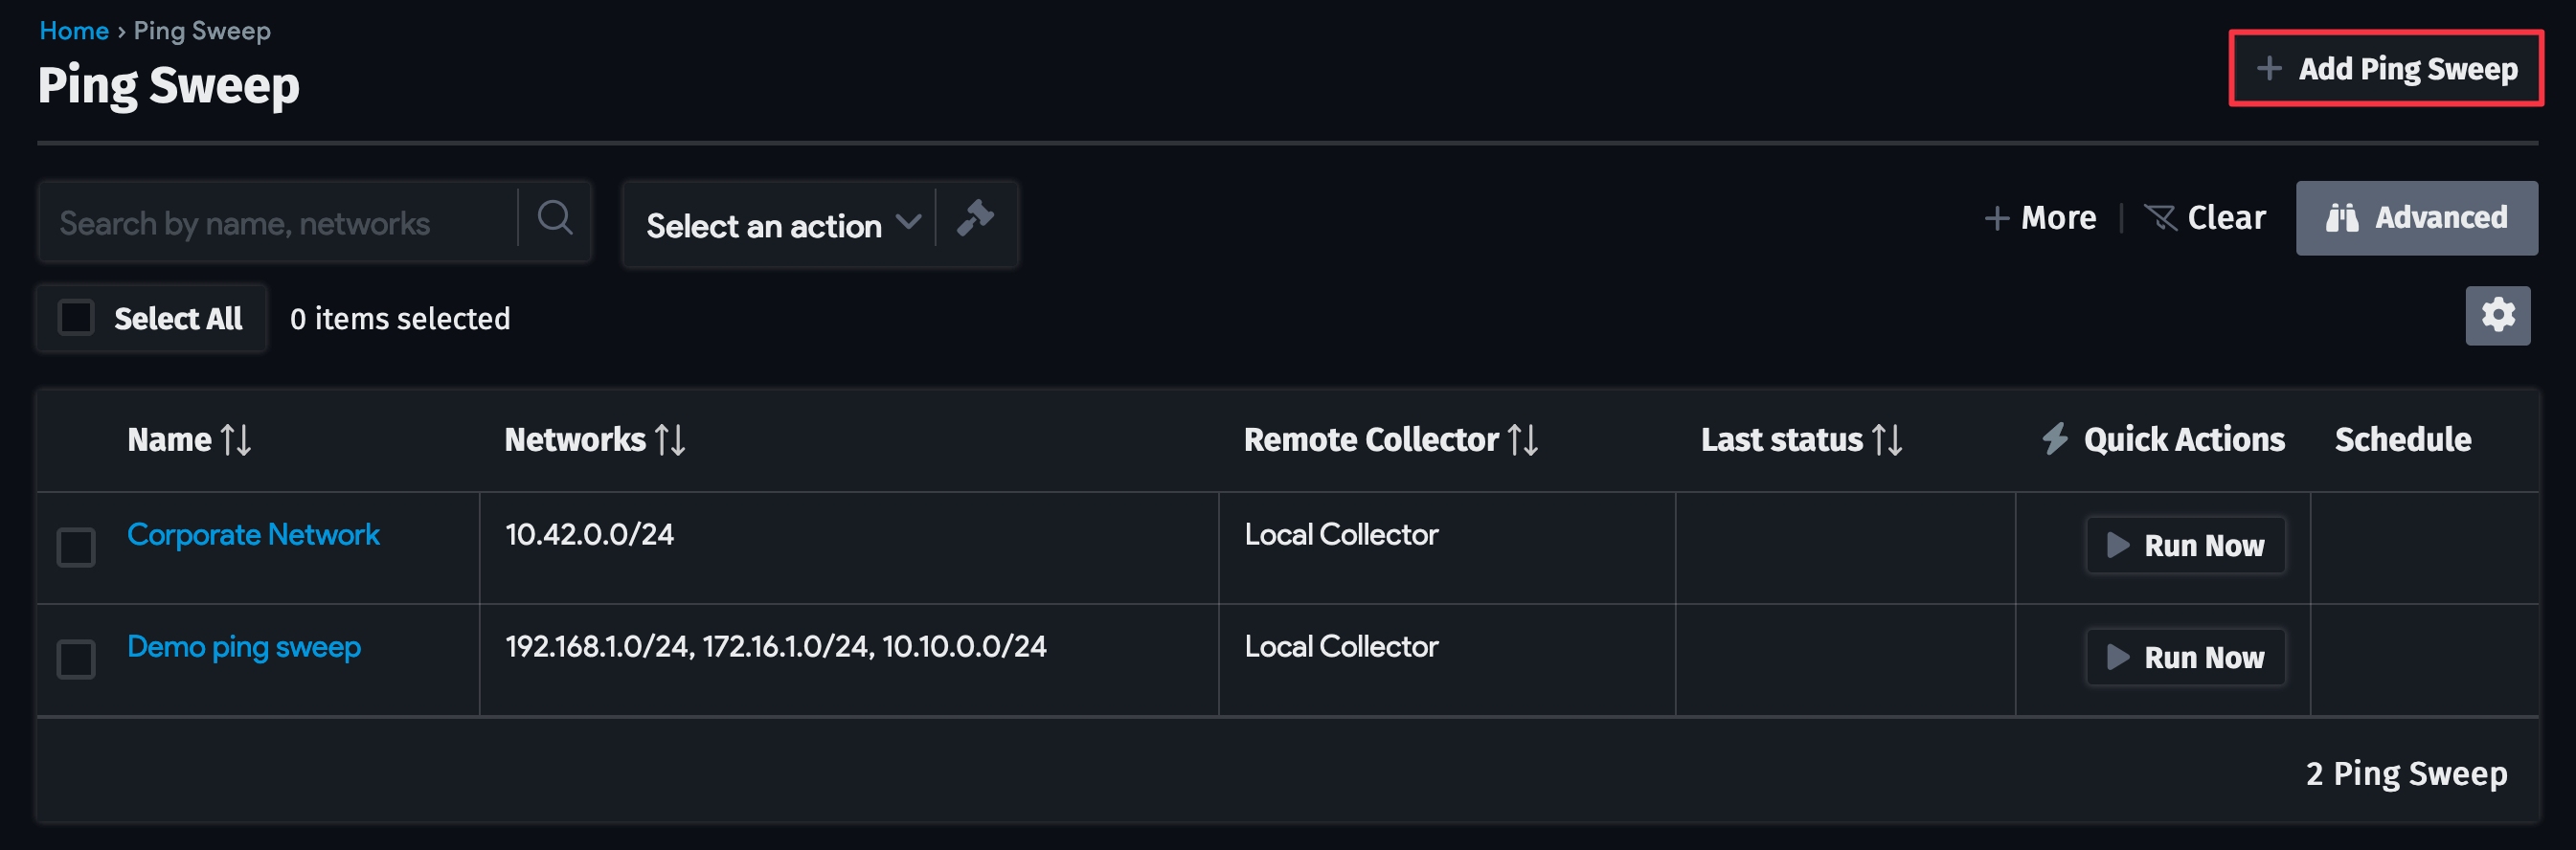 Home › Ping Sweep
Ping Sweep
+ Add Ping Sweep
Search by name, networks
Select an action
+ More | Clear
Advanced
Select All
0 items selected
Name ↑↓ Networks ↑↓ Remote Collector ↑↓ Last status ↑↓ Quick Actions Schedule
Corporate Network 10.42.0.0/24 Local Collector Run Now
Demo ping sweep 192.168.1.0/24, 172.16.1.0/24, 10.10.0.0/24 Local Collector Run Now
2 Ping Sweep